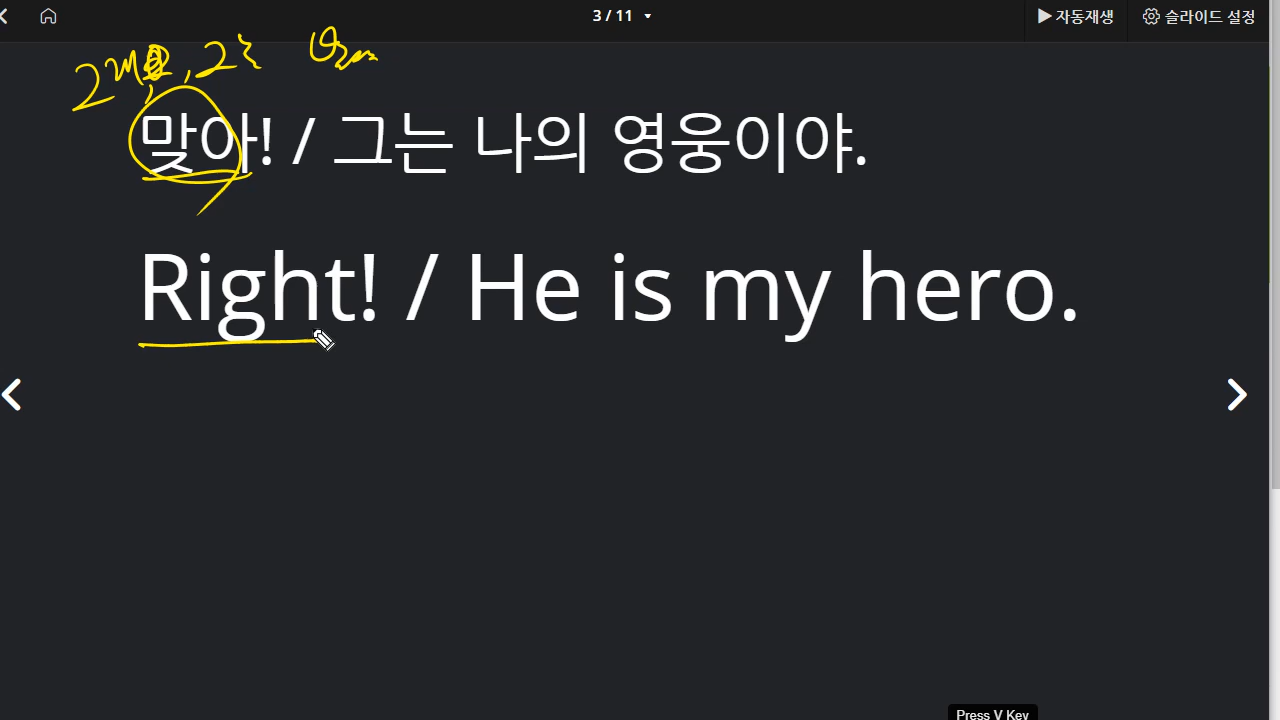 3 / 11
자동재생
슬라이드 설정
맞아! / 그는 나의 영웅이야.
Right! / He is my hero.
Press V Key